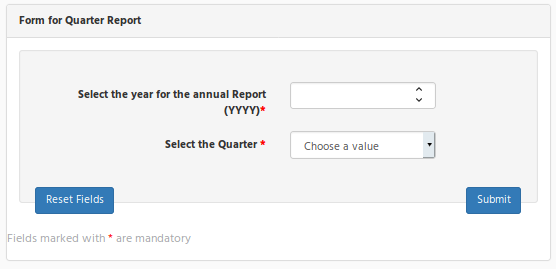 Form for Quarter Report
Select the year for the annual Report
(YYYY)*
Select the Quarter *
Choose a value
Reset Fields
Submit
Fields marked with * are mandatory